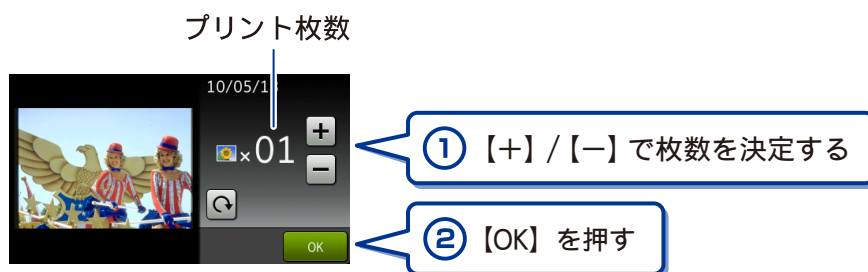 プリント枚数
10/05/1
×01
+
−
OK
① 【＋】/【－】で枚数を決定する
② 【OK】を押す